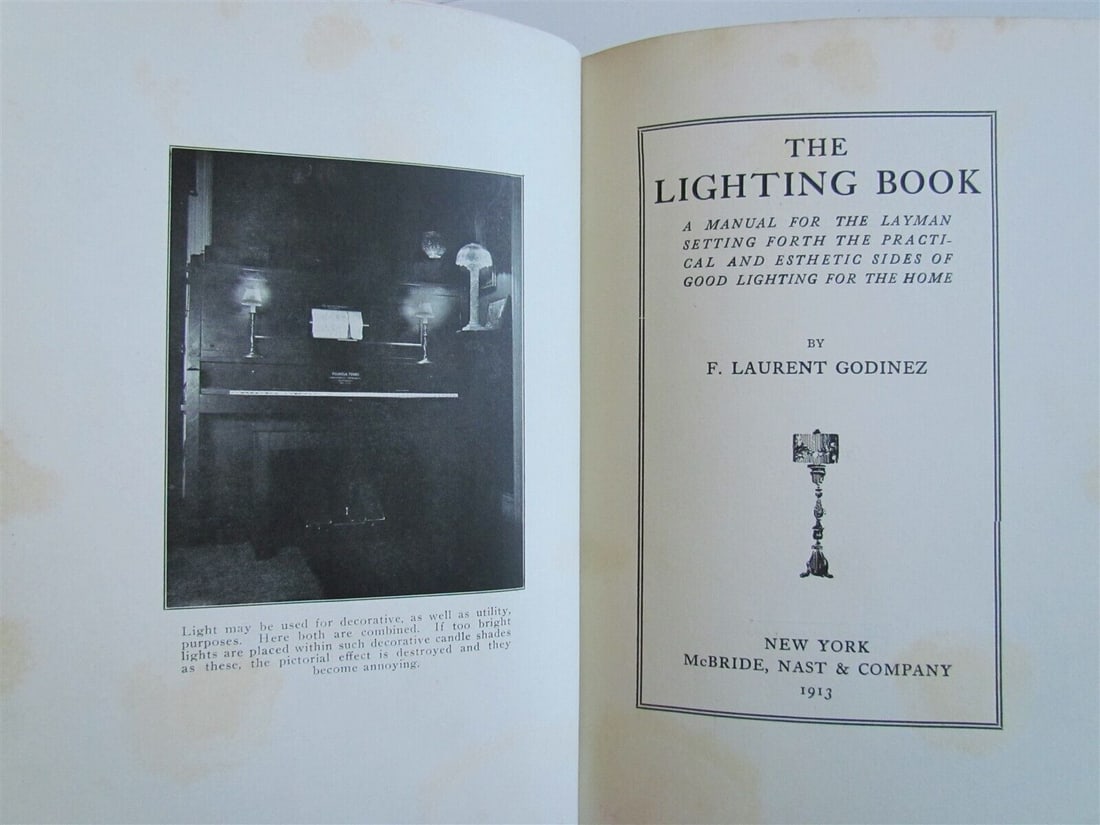 Light may be used for decorative, as well as utility,
purposes. Here both are combined. If too bright
lights are placed within such decorative candle shades
as these, the pictorial effect is destroyed and they
become annoying.
THE
LIGHTING BOOK
A MANUAL FOR THE LAYMAN
SETTING FORTH THE PRACTI-
CAL AND ESTHETIC SIDES OF
GOOD LIGHTING FOR THE HOME
BY
F. LAURENT GODINEZ
NEW YORK
McBRIDE, NAST & COMPANY
1913